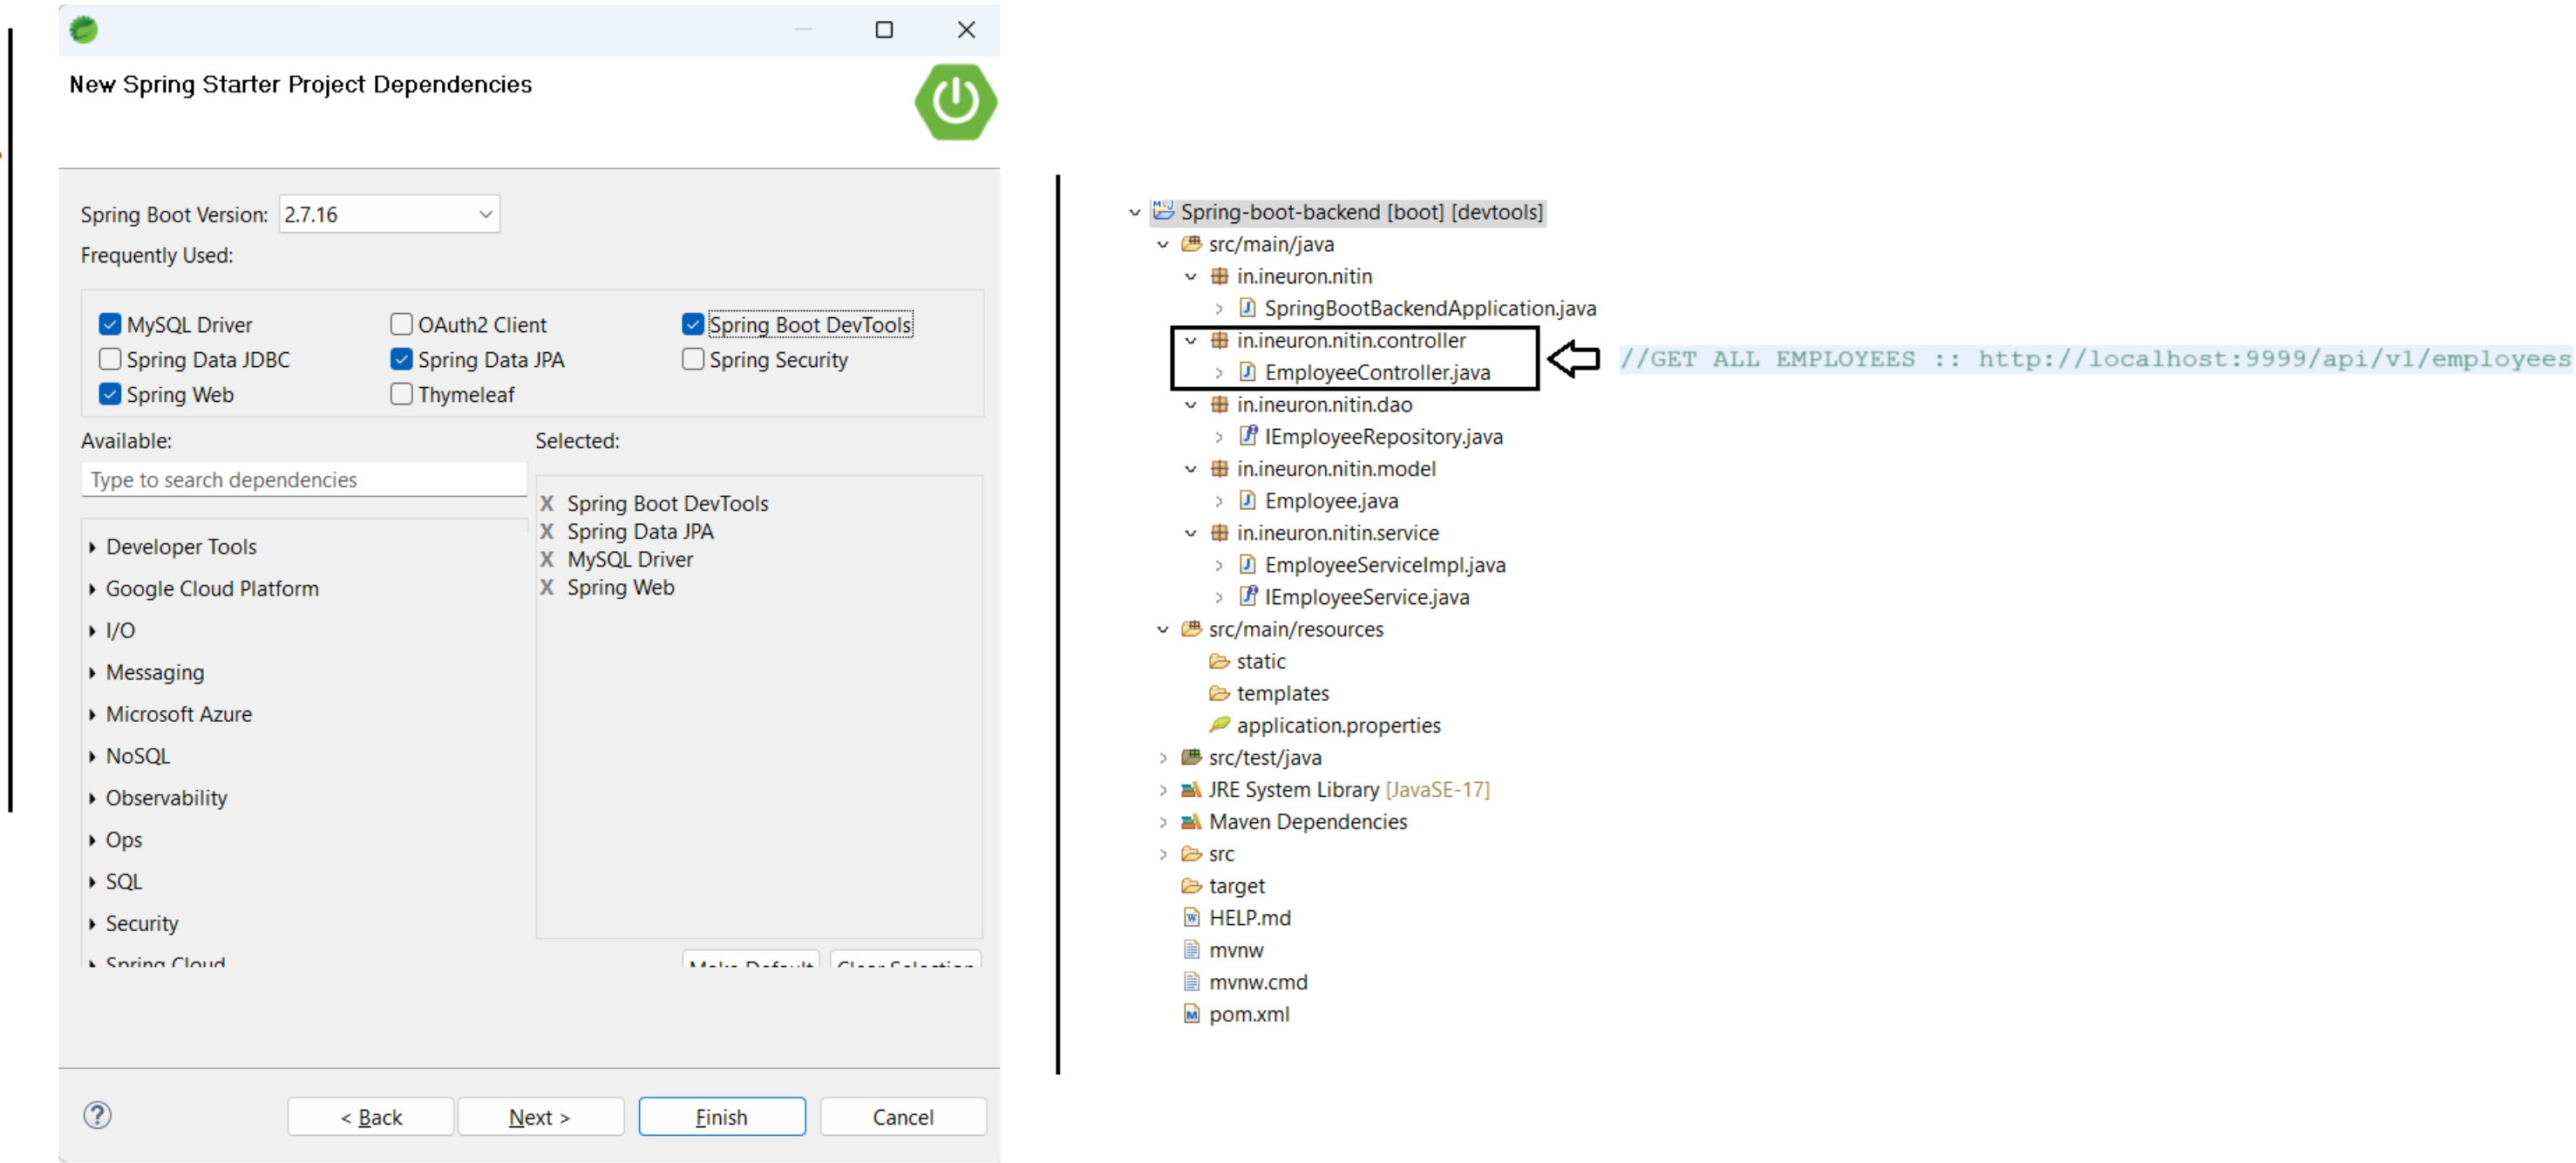 New Spring Starter Project Dependencies
Spring Boot Version: 2.7.16
Frequently Used:
MySQL Driver OAuth2 Client Spring Boot DevTools
Spring Data JDBC Spring Data JPA Spring Security
Spring Web Thymeleaf
Available: Selected:
Type to search dependencies
X Spring Boot DevTools
X Spring Data JPA
X MySQL Driver
X Spring Web
Developer Tools
Google Cloud Platform
I/O
Messaging
Microsoft Azure
NoSQL
Observability
Ops
SQL
Security
Spring Cloud
Make Default Clear Selection
< Back Next > Finish Cancel
Spring-boot-backend [boot] [devtools]
src/main/java
in.ineuron.nitin
SpringBootBackendApplication.java
in.ineuron.nitin.controller
EmployeeController.java
//GET ALL EMPLOYEES :: http://localhost:9999/api/v1/employees
in.ineuron.nitin.dao
IEmployeeRepository.java
in.ineuron.nitin.model
Employee.java
in.ineuron.nitin.service
EmployeeServiceImpl.java
IEmployeeService.java
src/main/resources
static
templates
application.properties
src/test/java
JRE System Library [JavaSE-17]
Maven Dependencies
src
target
HELP.md
mvnw
mvnw.cmd
pom.xml